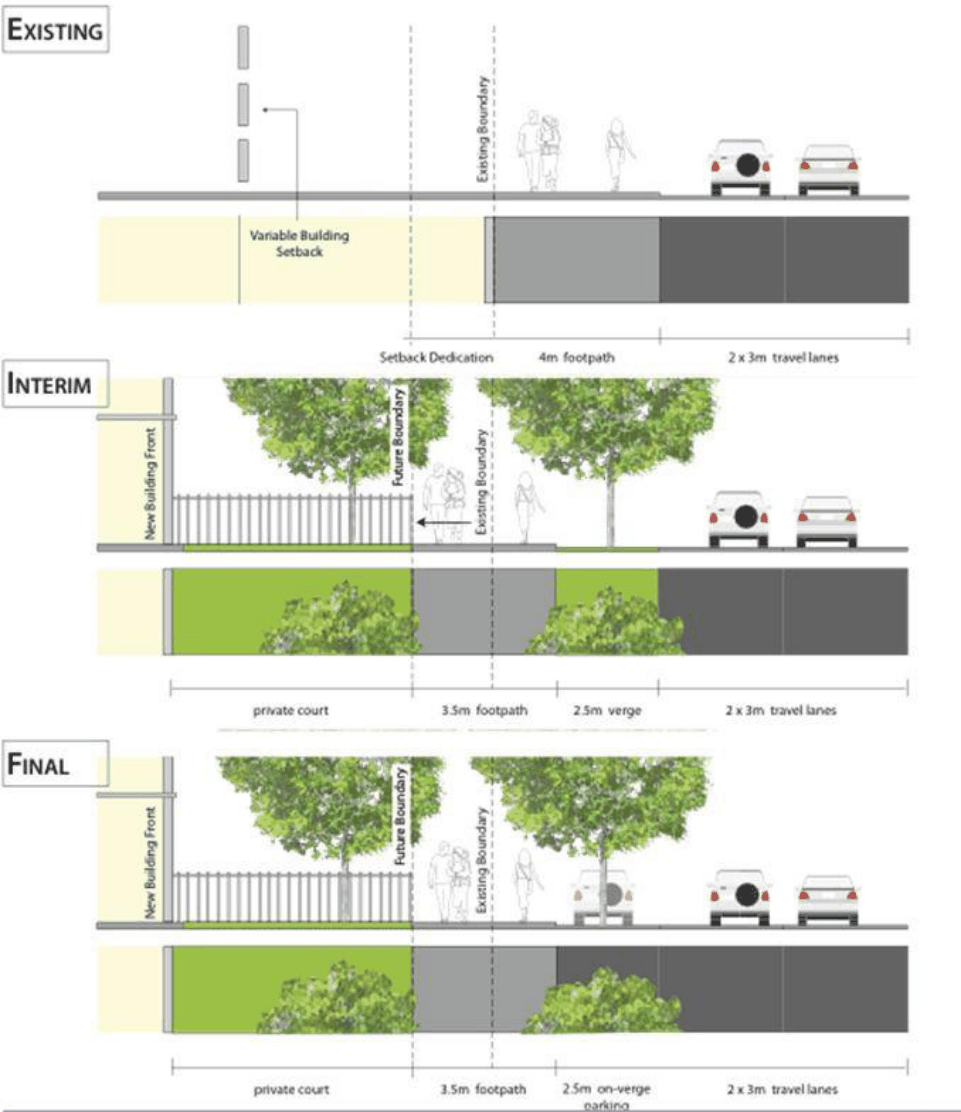 EXISTING
Existing Boundary
Variable Building
Setback
Setback Dedication
4m footpath
2 x 3m travel lanes
INTERIM
New Building Front
Future Boundary
Existing Boundary
private court
3.5m footpath
2.5m verge
2 x 3m travel lanes
FINAL
New Building Front
Future Boundary
Existing Boundary
private court
3.5m footpath
2.5m on-verge
parking
2 x 3m travel lanes